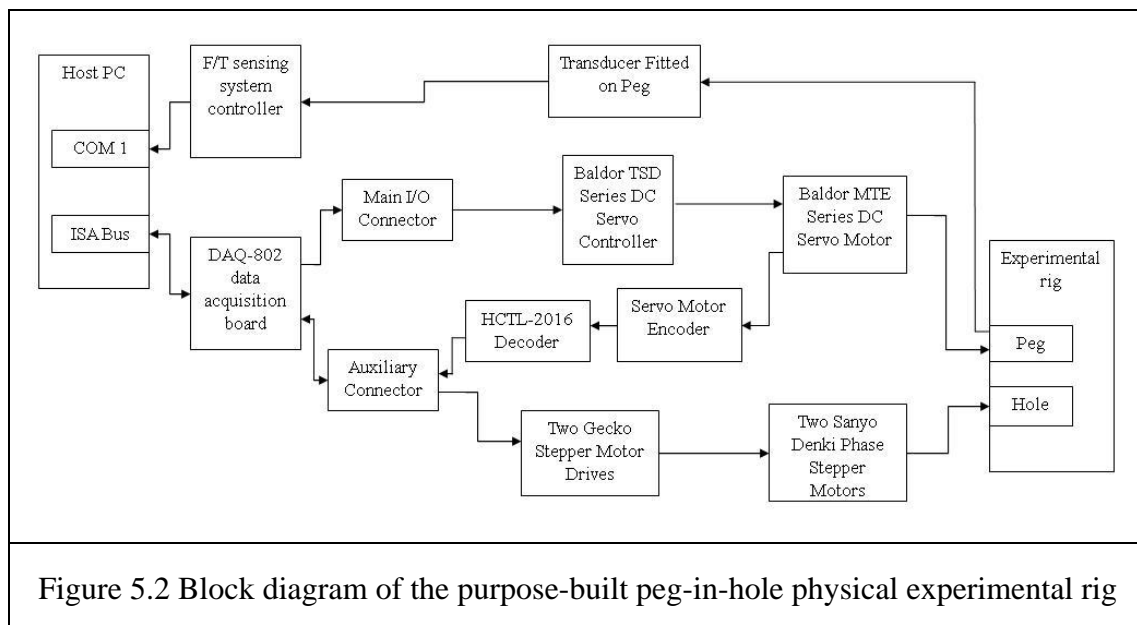 Host PC
COM 1
ISA Bus
F/T sensing
system
controller
Transducer Fitted
on Peg
Main I/O
Connector
Baldor TSD
Series DC
Servo
Controller
Baldor MTE
Series DC
Servo Motor
DAQ-802
data
acquisition
board
HCTL-2016
Decoder
Servo Motor
Encoder
Auxiliary
Connector
Two Gecko
Stepper Motor
Drives
Two Sanyo
Denki Phase
Stepper
Motors
Experimental
rig
Peg
Hole
Figure 5.2 Block diagram of the purpose-built peg-in-hole physical experimental rig